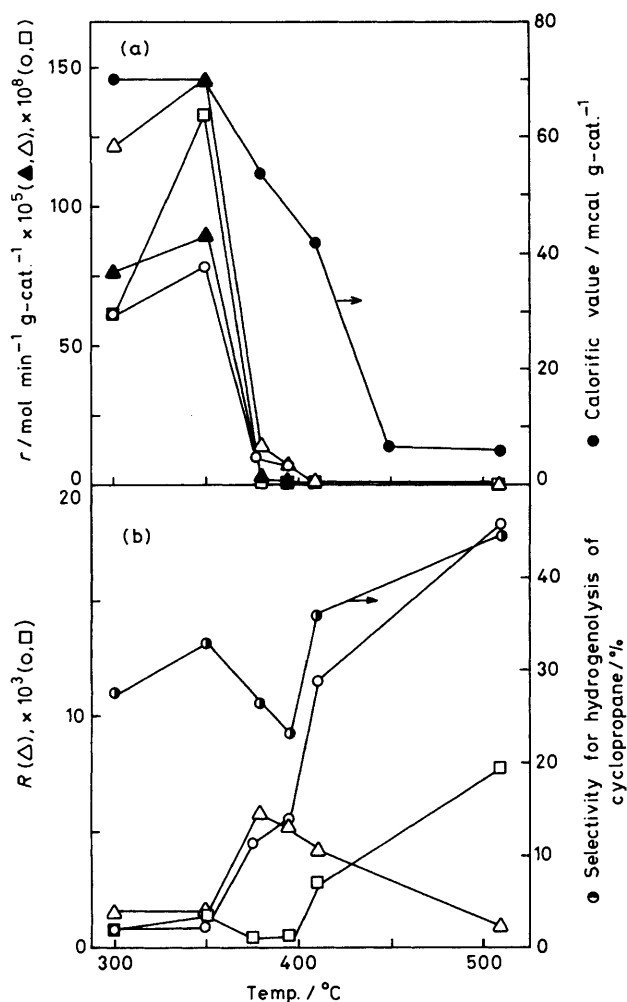 (a)
150
100
50
0
80
60
40
20
0
r/mol min⁻¹ g-cat.⁻¹ ×10⁵(▲,△), ×10⁸(o,□)
● Calorific value / mcal g-cat.⁻¹
(b)
20
10
0
40
30
20
10
0
R(△), ×10³(o,□)
◑ Selectivity for hydrogenolysis of
cyclopropane/%
300
400
500
Temp. / °C